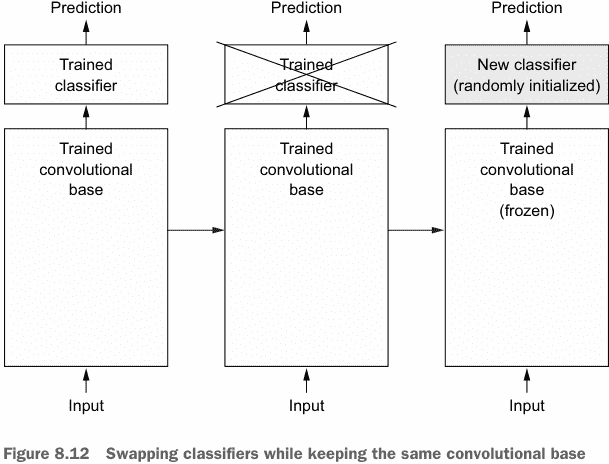 Prediction
Prediction
Prediction
Trained
classifier
Trained
classifier
New classifier
(randomly initialized)
Trained
convolutional
base
Trained
convolutional
base
Trained
convolutional
base
(frozen)
Input
Input
Input
Figure 8.12 Swapping classifiers while keeping the same convolutional base